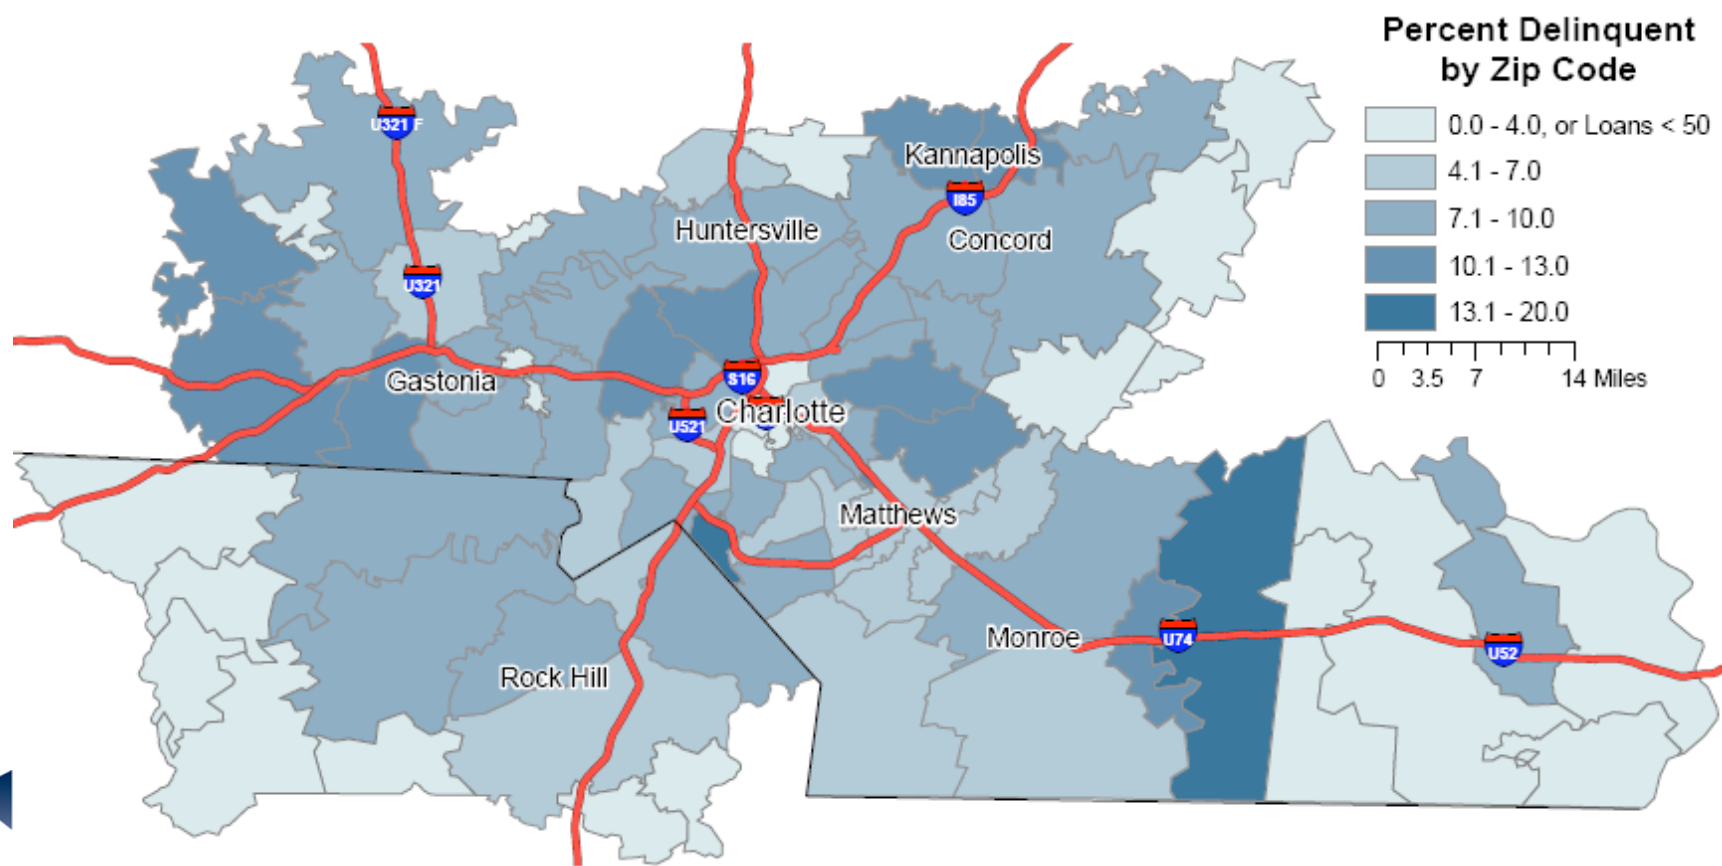 Percent Delinquent
by Zip Code
0.0 - 4.0, or Loans < 50
4.1 - 7.0
7.1 - 10.0
10.1 - 13.0
13.1 - 20.0
0 3.5 7 14 Miles
U321 F
Kannapolis
I85
Huntersville
Concord
U321
Gastonia
S16
Charlotte
U521
Matthews
Monroe
U74
U52
Rock Hill